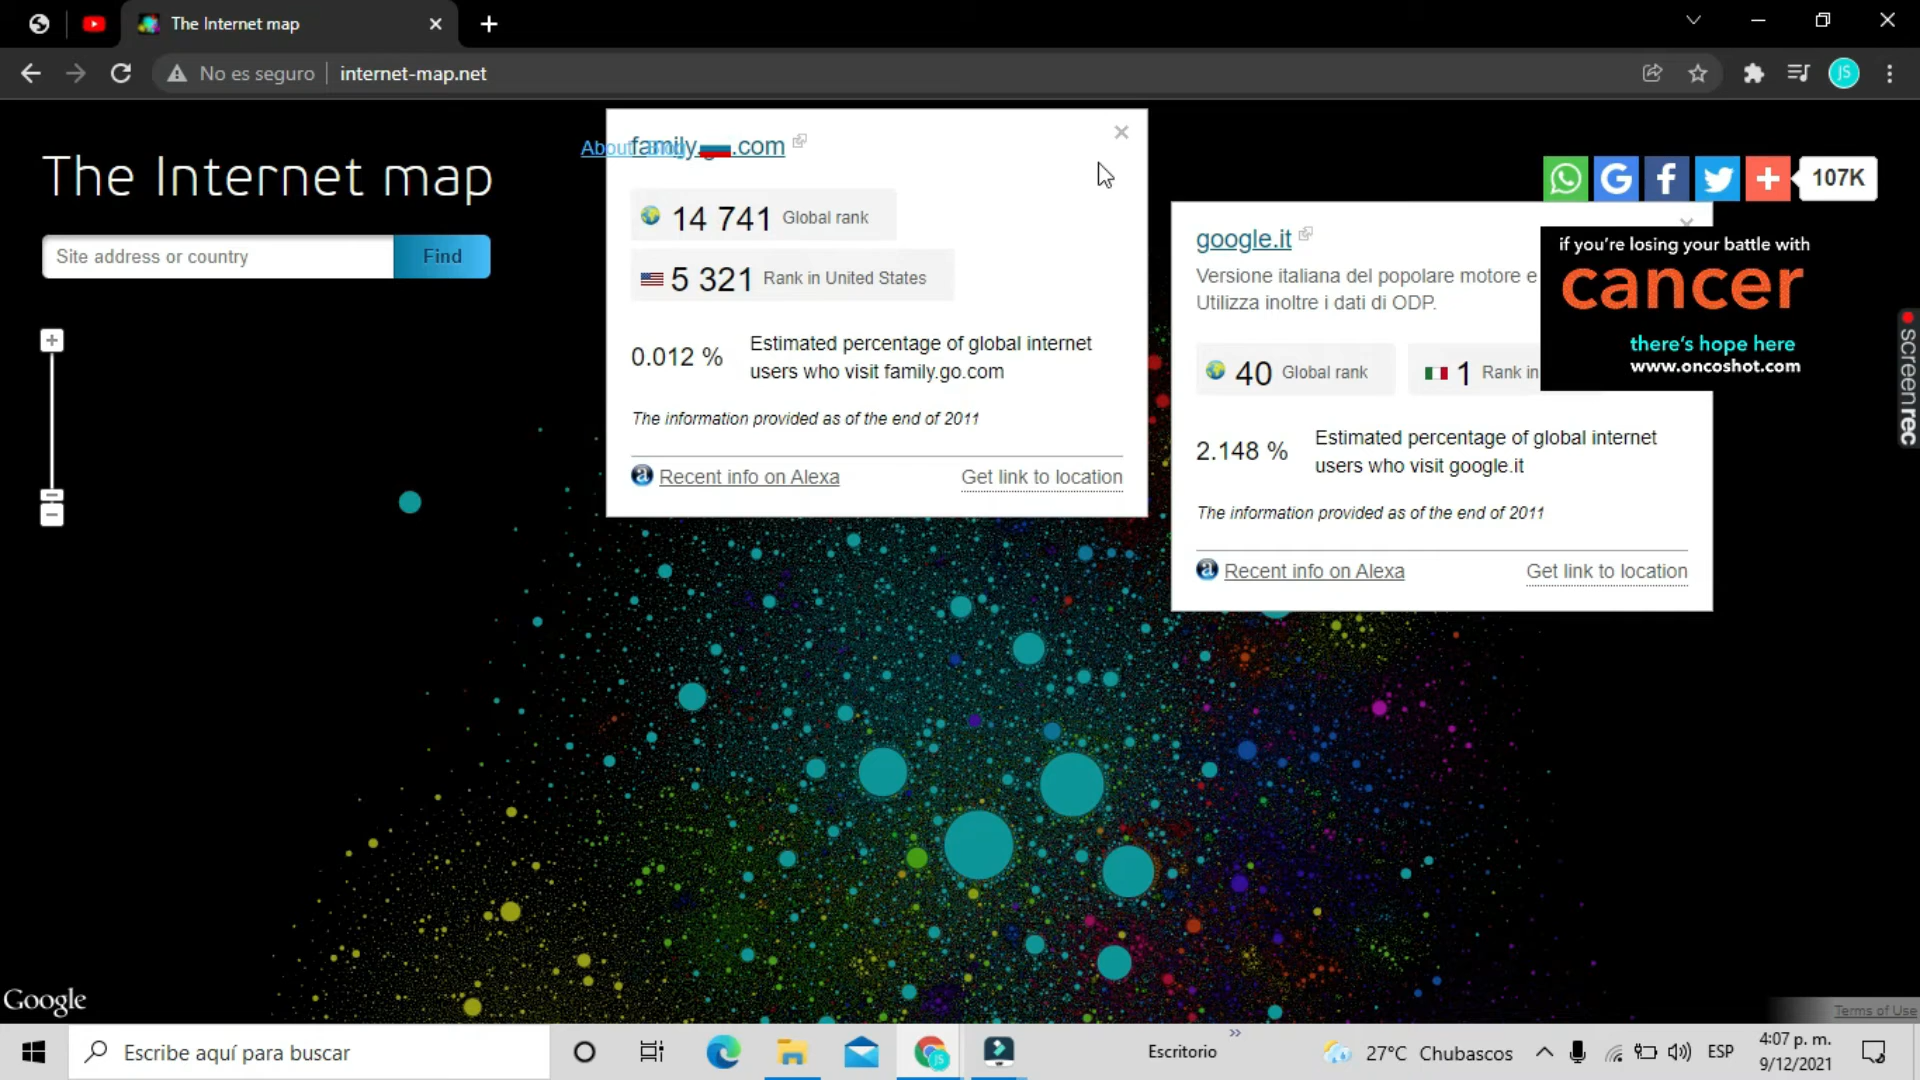 The Internet map
No es seguro
internet-map.net
The Internet map
Site address or country
Find
About
Blog
family.go.com
14 741 Global rank
5 321 Rank in United States
0.012 %
Estimated percentage of global internet
users who visit family.go.com
The information provided as of the end of 2011
Recent info on Alexa
Get link to location
107K
google.it
Versione italiana del popolare motore e
Utilizza inoltre i dati di ODP.
40 Global rank
1 Rank in
2.148 %
Estimated percentage of global internet
users who visit google.it
The information provided as of the end of 2011
Recent info on Alexa
Get link to location
if you're losing your battle with
cancer
there's hope here
www.oncoshot.com
screenrec
Google
Terms of Use
Escribe aquí para buscar
JS
Escritorio
27°C Chubascos
ESP
4:07 p. m.
9/12/2021